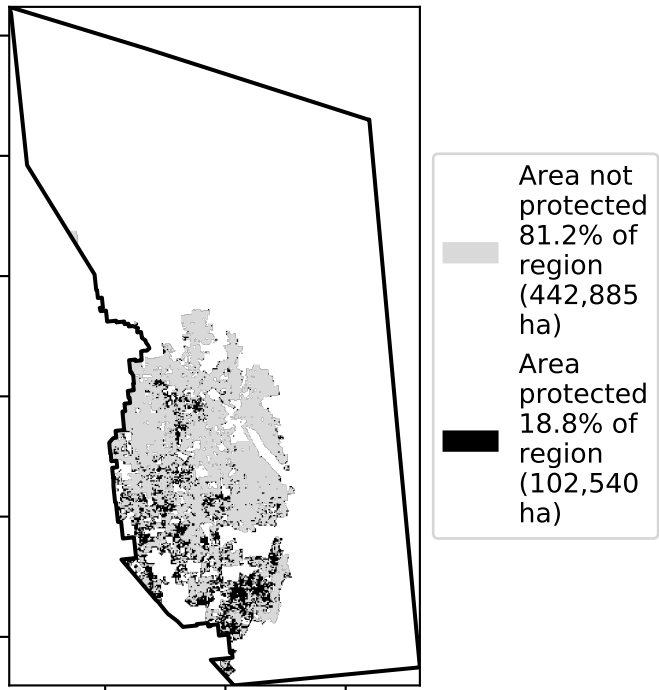 Area not
protected
81.2% of
region
(442,885
ha)
Area
protected
18.8% of
region
(102,540
ha)